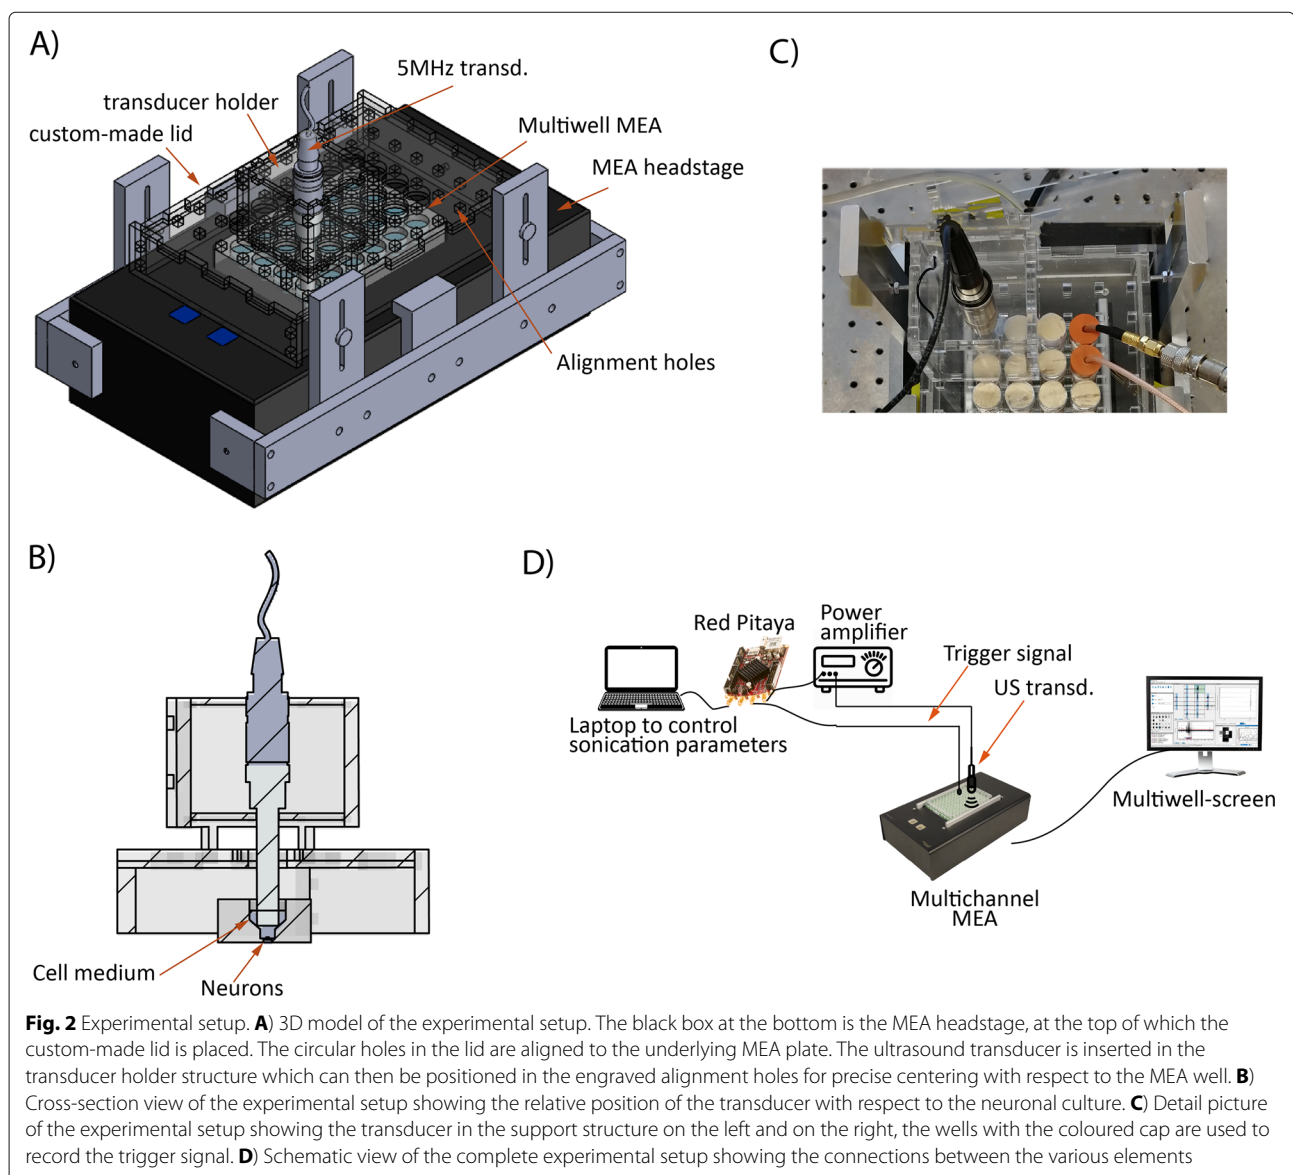 A)
5MHz transd.
transducer holder
custom-made lid
Multiwell MEA
MEA headstage
Alignment holes
C)
B)
Cell medium
Neurons
D)
Red Pitaya
Power
amplifier
Trigger signal
US transd.
Laptop to control
sonication parameters
Multiwell-screen
Multichannel
MEA
Fig. 2 Experimental setup. A) 3D model of the experimental setup. The black box at the bottom is the MEA headstage, at the top of which the
custom-made lid is placed. The circular holes in the lid are aligned to the underlying MEA plate. The ultrasound transducer is inserted in the
transducer holder structure which can then be positioned in the engraved alignment holes for precise centering with respect to the MEA well. B)
Cross-section view of the experimental setup showing the relative position of the transducer with respect to the neuronal culture. C) Detail picture
of the experimental setup showing the transducer in the support structure on the left and on the right, the wells with the coloured cap are used to
record the trigger signal. D) Schematic view of the complete experimental setup showing the connections between the various elements